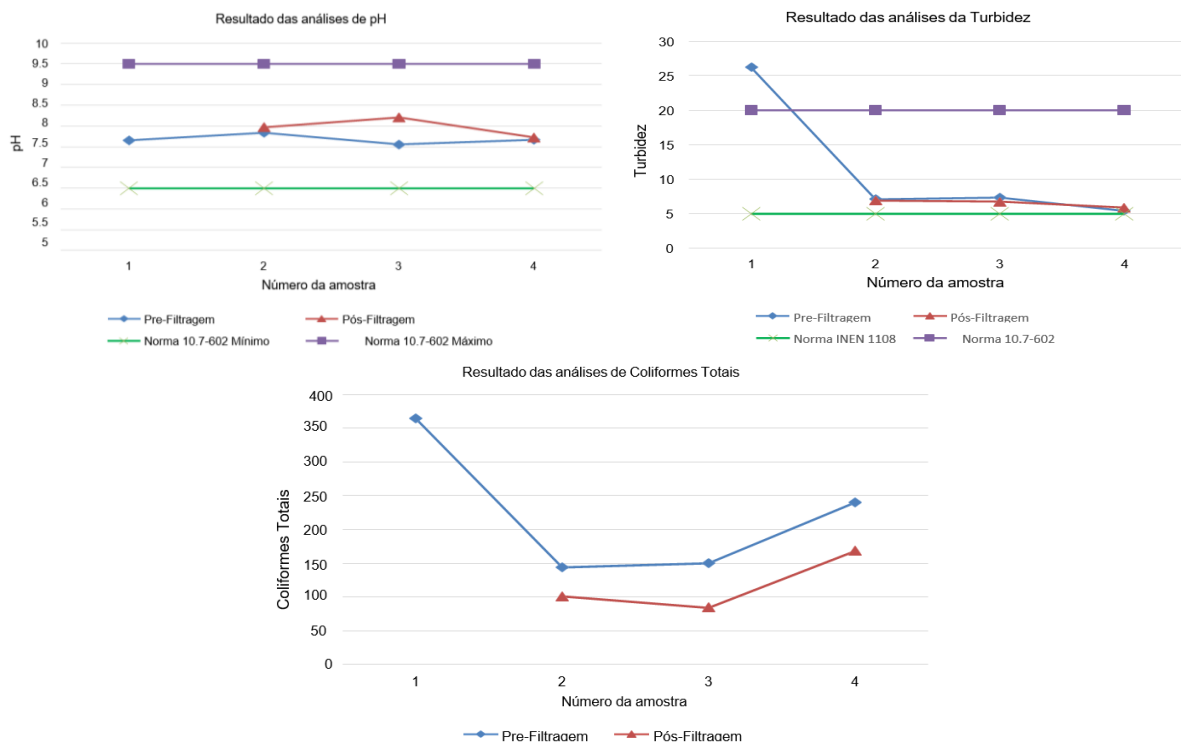 Resultado das análises de pH
10
9.5
9
8.5
8
7.5
7
6.5
6
5.5
5
pH
1 2 3 4
Número da amostra
Pre-Filtragem Pós-Filtragem
Norma 10.7-602 Mínimo Norma 10.7-602 Máximo
Resultado das análises da Turbidez
30
25
20
15
10
5
0
Turbidez
1 2 3 4
Número da amostra
Pre-Filtragem Pós-Filtragem
Norma INEN 1108 Norma 10.7-602
Resultado das análises de Coliformes Totais
400
350
300
250
200
150
100
50
0
Coliformes Totais
1 2 3 4
Número da amostra
Pre-Filtragem Pós-Filtragem